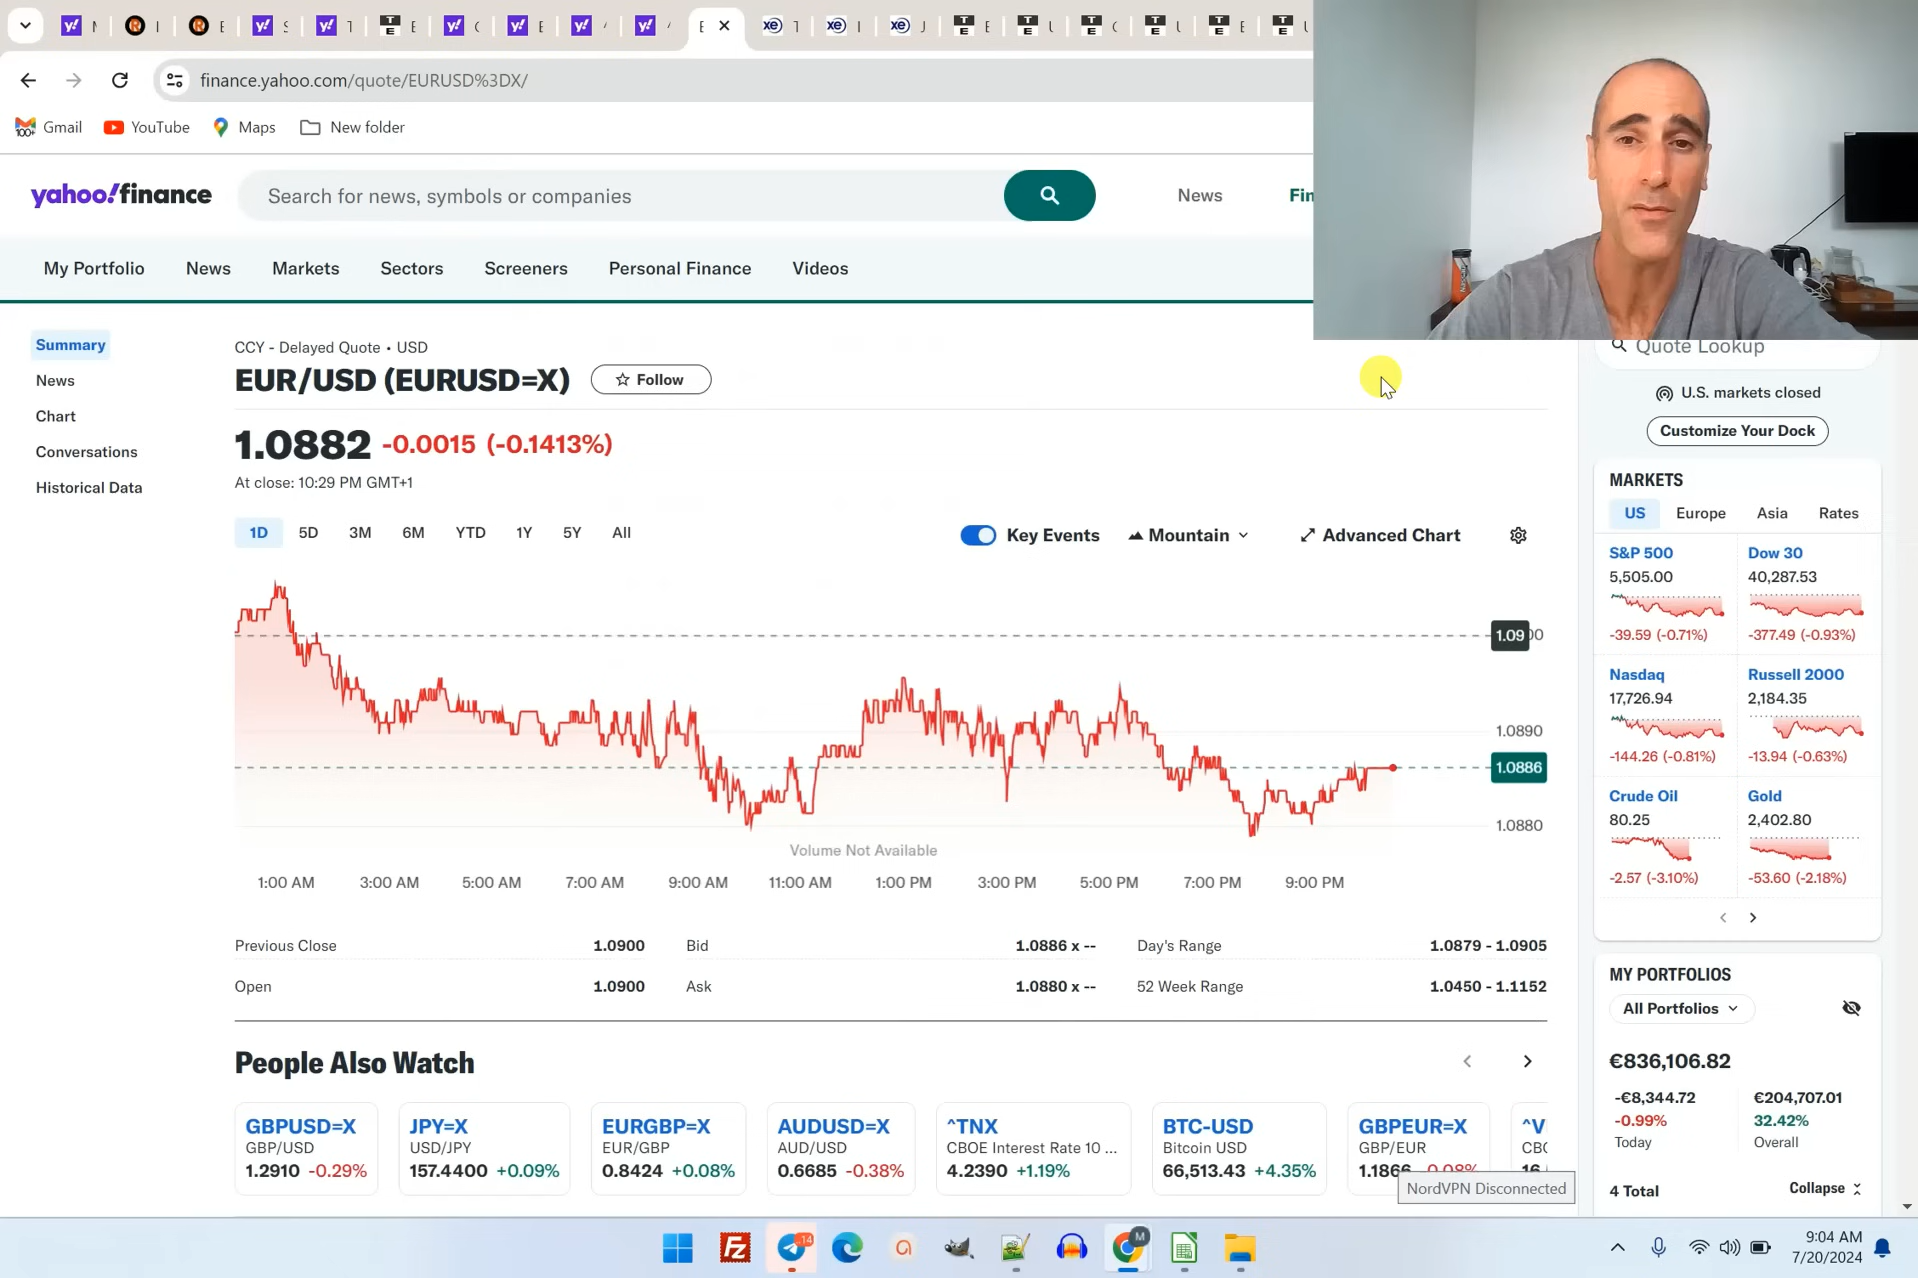 finance.yahoo.com/quote/EURUSD%3DX/
Gmail YouTube Maps New folder
yahoo!finance
Search for news, symbols or companies
News
Fin
My Portfolio News Markets Sectors Screeners Personal Finance Videos
Summary
News
Chart
Conversations
Historical Data
CCY - Delayed Quote • USD
EUR/USD (EURUSD=X)
Follow
1.0882 -0.0015 (-0.1413%)
At close: 10:29 PM GMT+1
1D 5D 3M 6M YTD 1Y 5Y All
Key Events Mountain Advanced Chart
1.0900
1.0890
1.0886
1.0880
Volume Not Available
1:00 AM 3:00 AM 5:00 AM 7:00 AM 9:00 AM 11:00 AM 1:00 PM 3:00 PM 5:00 PM 7:00 PM 9:00 PM
Previous Close 1.0900 Bid 1.0886 x -- Day's Range 1.0879 - 1.0905
Open 1.0900 Ask 1.0880 x -- 52 Week Range 1.0450 - 1.1152
People Also Watch
GBPUSD=X
GBP/USD
1.2910 -0.29%
JPY=X
USD/JPY
157.4400 +0.09%
EURGBP=X
EUR/GBP
0.8424 +0.08%
AUDUSD=X
AUD/USD
0.6685 -0.38%
^TNX
CBOE Interest Rate 10 ...
4.2390 +1.19%
BTC-USD
Bitcoin USD
66,513.43 +4.35%
GBPEUR=X
GBP/EUR
1.1866 -0.08%
^V
CBO
16
NordVPN Disconnected
Quote Lookup
U.S. markets closed
Customize Your Dock
MARKETS
US Europe Asia Rates
S&P 500
5,505.00
-39.59 (-0.71%)
Dow 30
40,287.53
-377.49 (-0.93%)
Nasdaq
17,726.94
-144.26 (-0.81%)
Russell 2000
2,184.35
-13.94 (-0.63%)
Crude Oil
80.25
-2.57 (-3.10%)
Gold
2,402.80
-53.60 (-2.18%)
MY PORTFOLIOS
All Portfolios
€836,106.82
-€8,344.72
-0.99%
Today
€204,707.01
32.42%
Overall
4 Total
Collapse
9:04 AM
7/20/2024